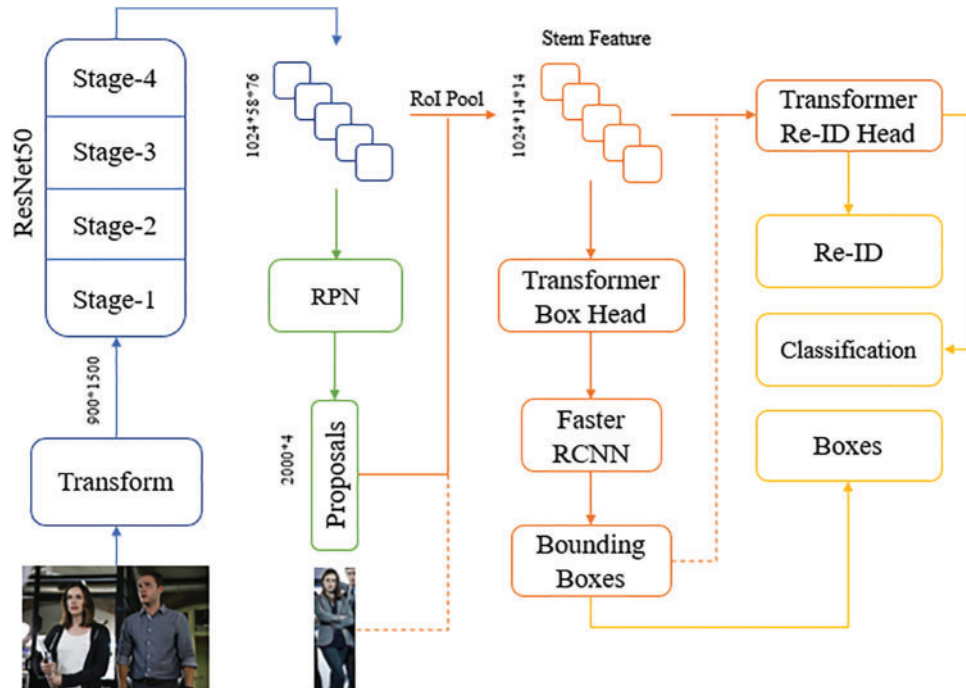 ResNet50
Stage-4
Stage-3
Stage-2
Stage-1
900*1500
Transform
1024*58*76
RPN
2000*4
Proposals
RoI Pool
Stem Feature
1024*14*14
Transformer
Box Head
Faster
RCNN
Bounding
Boxes
Transformer
Re-ID Head
Re-ID
Classification
Boxes